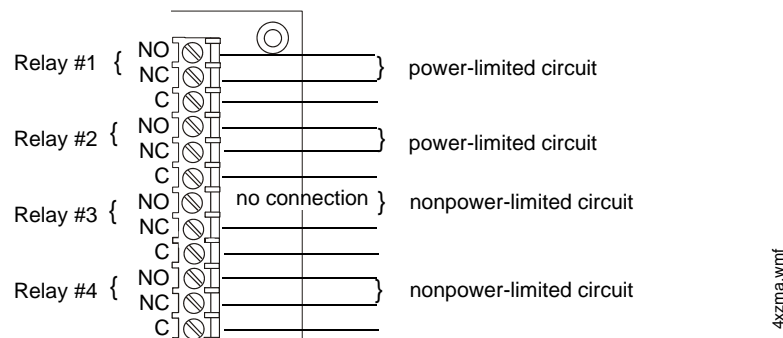 Relay #1 { NO } power-limited circuit
NC
C
Relay #2 { NO } power-limited circuit
NC
C
Relay #3 { NO no connection } nonpower-limited circuit
NC
C
Relay #4 { NO } nonpower-limited circuit
NC
C
4xzma.wmf